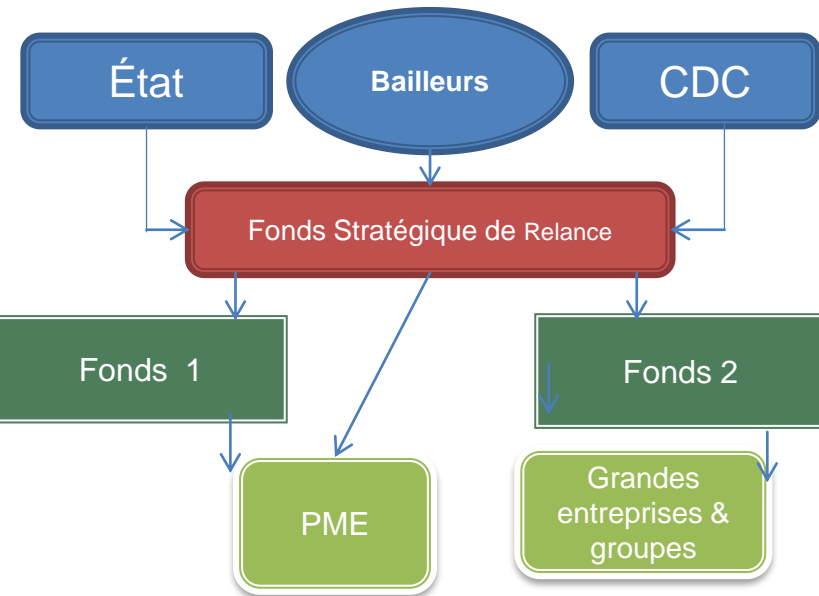 État
Bailleurs
CDC
Fonds Stratégique de Relance
Fonds 1
Fonds 2
PME
Grandes
entreprises &
groupes